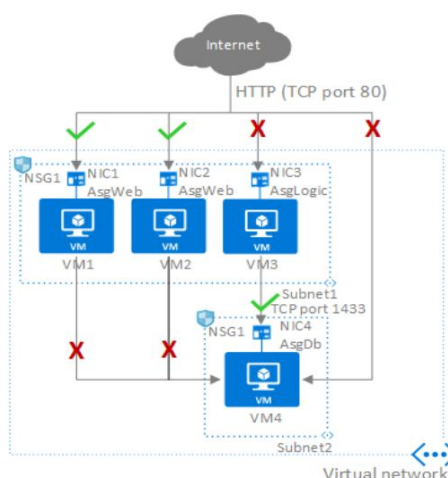 Internet
HTTP (TCP port 80)
NSG1
NIC1
AsgWeb
NIC2
AsgWeb
NIC3
AsgLogic
VM
VM
VM
VM1
VM2
VM3
Subnet1
TCP port 1433
NSG1
NIC4
AsgDb
VM
VM4
Subnet2
Virtual network